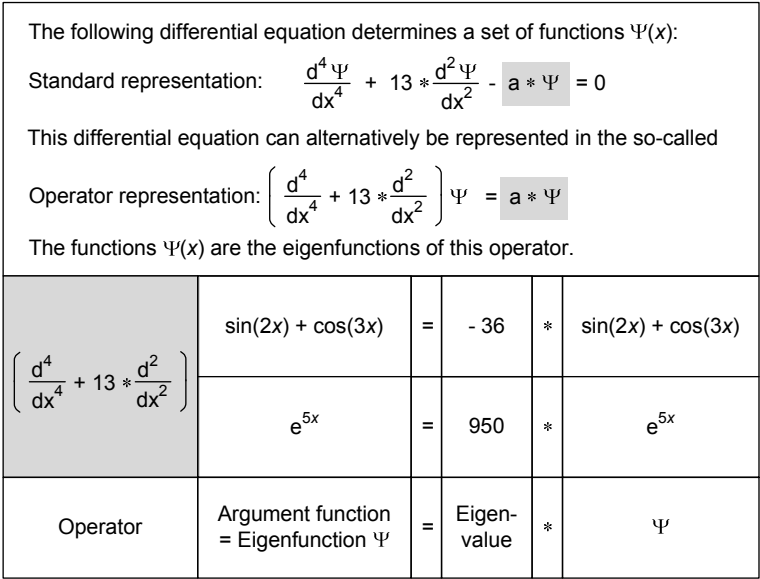 The following differential equation determines a set of functions Ψ(x):
Standard representation: d⁴Ψ/dx⁴ + 13 * d²Ψ/dx² - a * Ψ = 0
This differential equation can alternatively be represented in the so-called
Operator representation: ( d⁴/dx⁴ + 13 * d²/dx² ) Ψ = a * Ψ
The functions Ψ(x) are the eigenfunctions of this operator.
( d⁴/dx⁴ + 13 * d²/dx² )
sin(2x) + cos(3x) = - 36 * sin(2x) + cos(3x)
e⁵ˣ = 950 * e⁵ˣ
Operator
Argument function
= Eigenfunction Ψ
=
Eigen-
value
*
Ψ